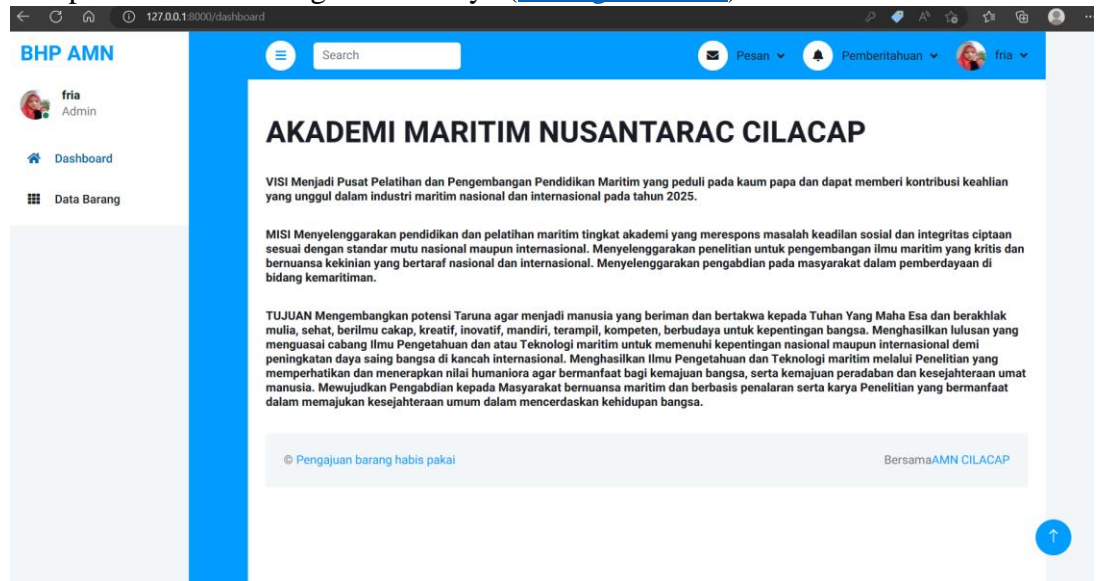 127.0.0.1:8000/dashboard
BHP AMN
Search
Pesan
Pemberitahuan
fria
fria
Admin
Dashboard
Data Barang
AKADEMI MARITIM NUSANTARAC CILACAP
VISI Menjadi Pusat Pelatihan dan Pengembangan Pendidikan Maritim yang peduli pada kaum papa dan dapat memberi kontribusi keahlian
yang unggul dalam industri maritim nasional dan internasional pada tahun 2025.
MISI Menyelenggarakan pendidikan dan pelatihan maritim tingkat akademi yang merespons masalah keadilan sosial dan integritas ciptaan
sesuai dengan standar mutu nasional maupun internasional. Menyelenggarakan penelitian untuk pengembangan ilmu maritim yang kritis dan
bernuansa kekinian yang bertaraf nasional dan internasional. Menyelenggarakan pengabdian pada masyarakat dalam pemberdayaan di
bidang kemaritiman.
TUJUAN Mengembangkan potensi Taruna agar menjadi manusia yang beriman dan bertakwa kepada Tuhan Yang Maha Esa dan berakhlak
mulia, sehat, berilmu cakap, kreatif, inovatif, mandiri, terampil, kompeten, berbudaya untuk kepentingan bangsa. Menghasilkan lulusan yang
menguasai cabang Ilmu Pengetahuan dan atau Teknologi maritim untuk memenuhi kepentingan nasional maupun internasional demi
peningkatan daya saing bangsa di kancah internasional. Menghasilkan Ilmu Pengetahuan dan Teknologi maritim melalui Penelitian yang
memperhatikan dan menerapkan nilai humaniora agar bermanfaat bagi kemajuan bangsa, serta kemajuan peradaban dan kesejahteraan umat
manusia. Mewujudkan Pengabdian kepada Masyarakat bernuansa maritim dan berbasis penalaran serta karya Penelitian yang bermanfaat
dalam memajukan kesejahteraan umum dalam mencerdaskan kehidupan bangsa.
© Pengajuan barang habis pakai
BersamaAMN CILACAP